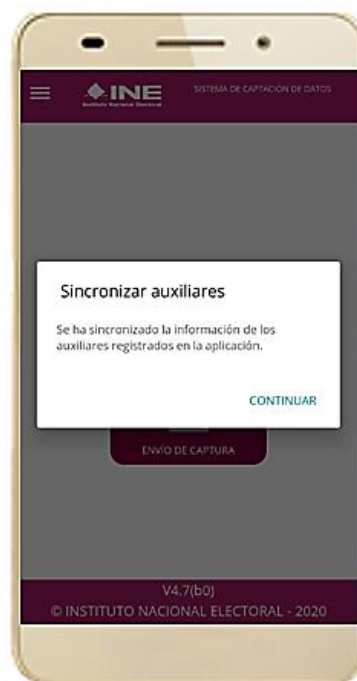 INE
Instituto Nacional Electoral
SISTEMA DE CAPTACIÓN DE DATOS
Sincronizar auxiliares
Se ha sincronizado la información de los
auxiliares registrados en la aplicación.
CONTINUAR
ENVÍO DE CAPTURA
V4.7(b0)
© INSTITUTO NACIONAL ELECTORAL - 2020